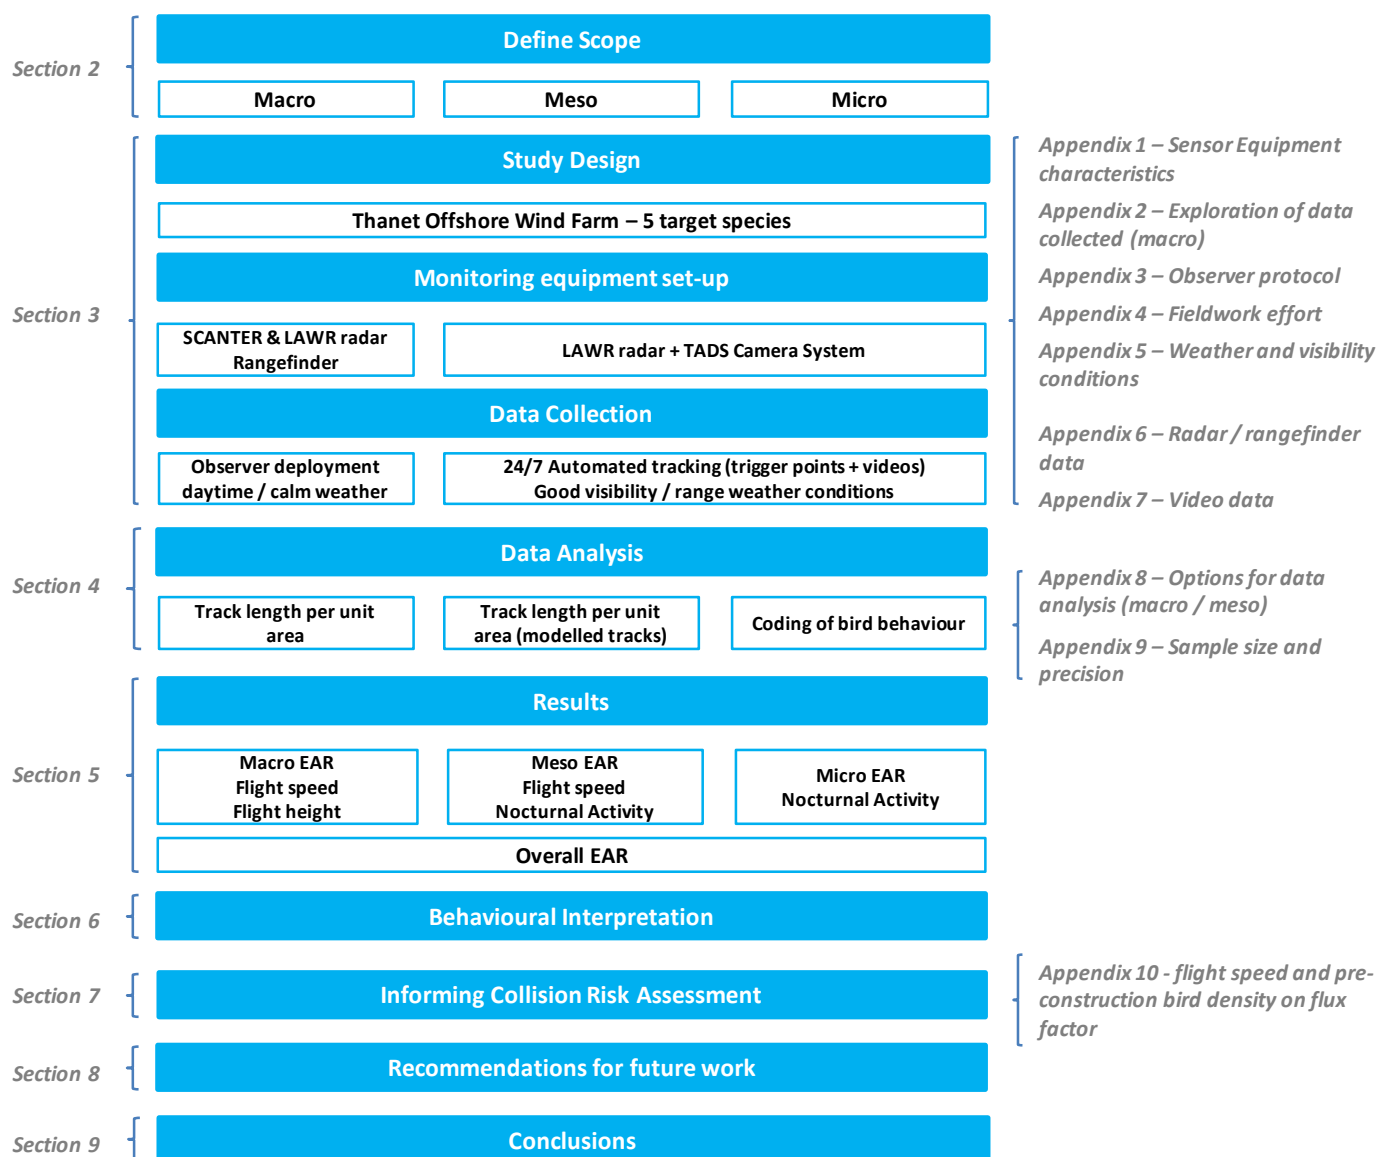 Define Scope
Section 2
Macro
Meso
Micro
Study Design
Appendix 1 – Sensor Equipment
characteristics
Thanet Offshore Wind Farm – 5 target species
Appendix 2 – Exploration of data
collected (macro)
Monitoring equipment set-up
Appendix 3 – Observer protocol
Section 3
Appendix 4 – Fieldwork effort
SCANTER & LAWR radar
Rangefinder
LAWR radar + TADS Camera System
Appendix 5 – Weather and visibility
conditions
Data Collection
Appendix 6 – Radar / rangefinder
data
Observer deployment
daytime / calm weather
24/7 Automated tracking (trigger points + videos)
Good visibility / range weather conditions
Appendix 7 – Video data
Data Analysis
Section 4
Track length per unit
area
Track length per unit
area (modelled tracks)
Coding of bird behaviour
Appendix 8 – Options for data
analysis (macro / meso)
Appendix 9 – Sample size and
precision
Results
Section 5
Macro EAR
Flight speed
Flight height
Meso EAR
Flight speed
Nocturnal Activity
Micro EAR
Nocturnal Activity
Overall EAR
Section 6
Behavioural Interpretation
Section 7
Informing Collision Risk Assessment
Appendix 10 - flight speed and pre-
construction bird density on flux
factor
Section 8
Recommendations for future work
Section 9
Conclusions